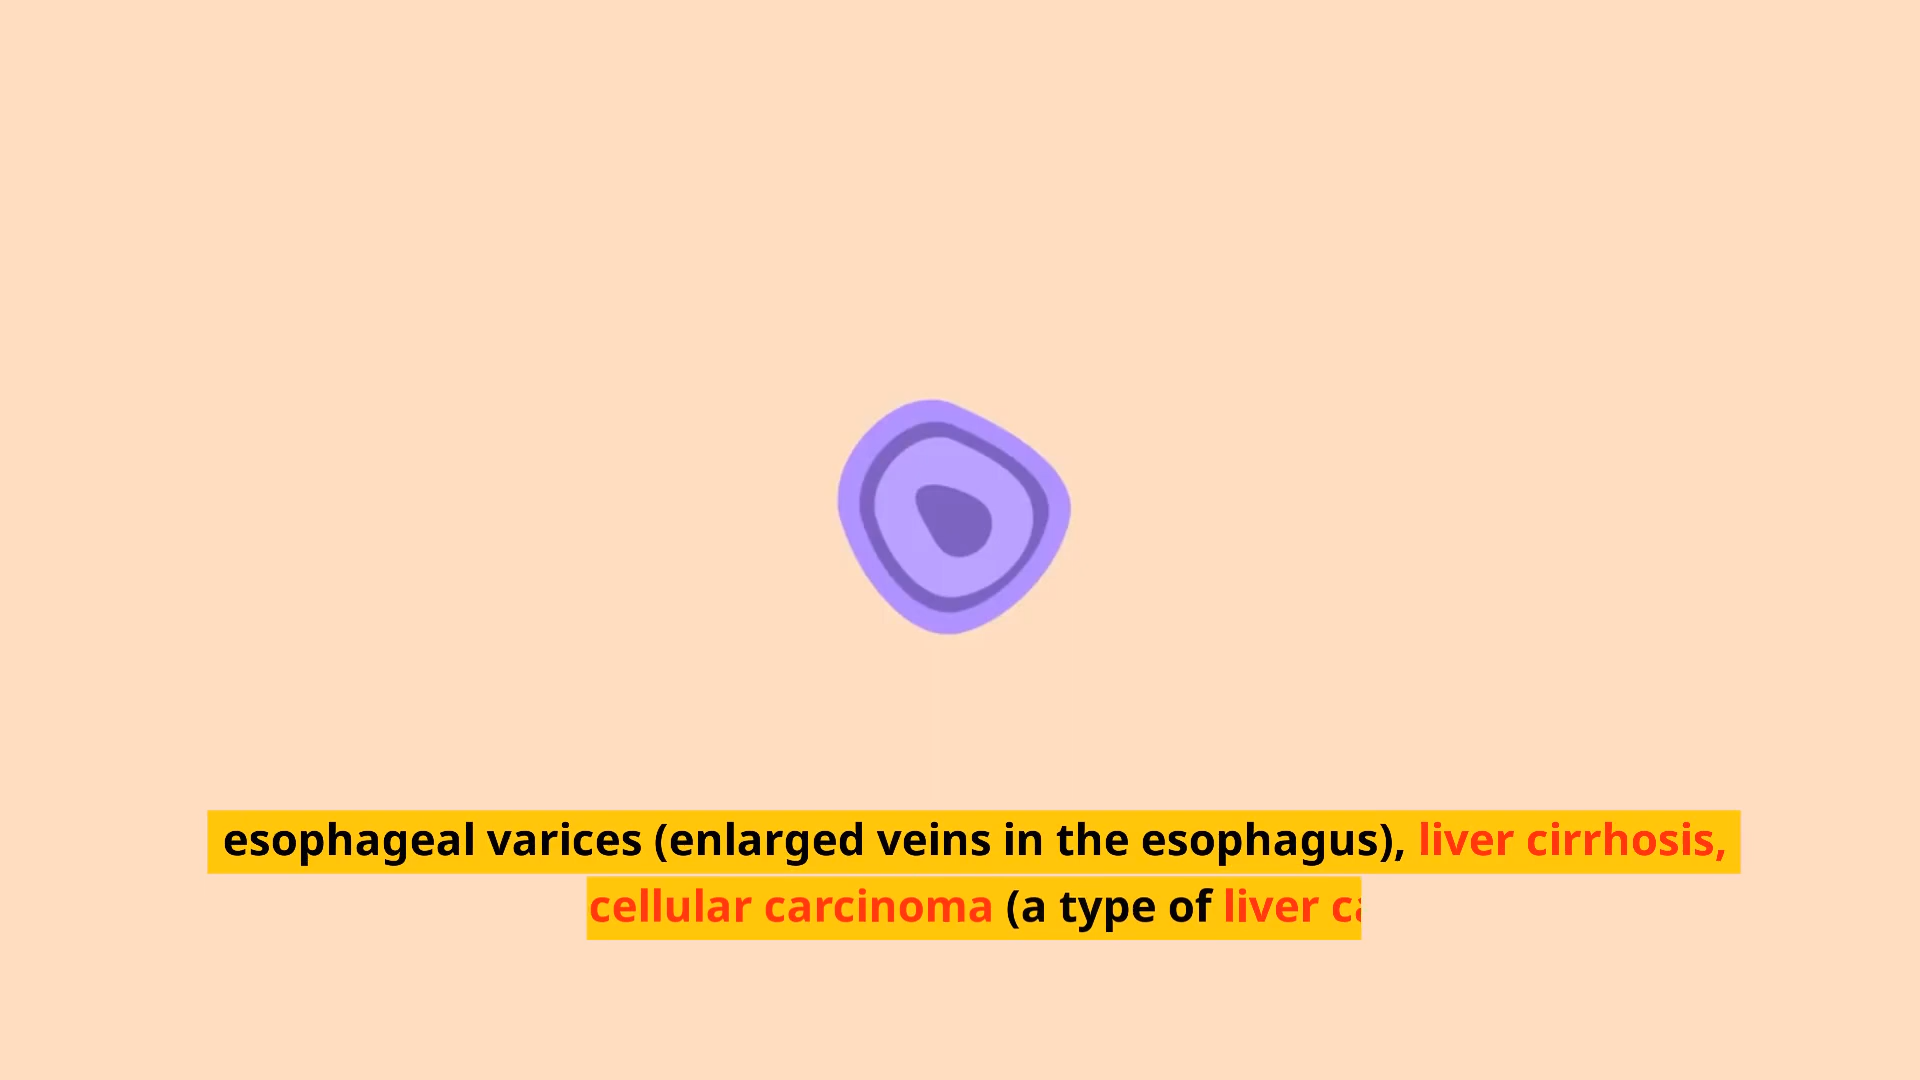 esophageal varices (enlarged veins in the esophagus), liver cirrhosis,
cellular carcinoma (a type of liver